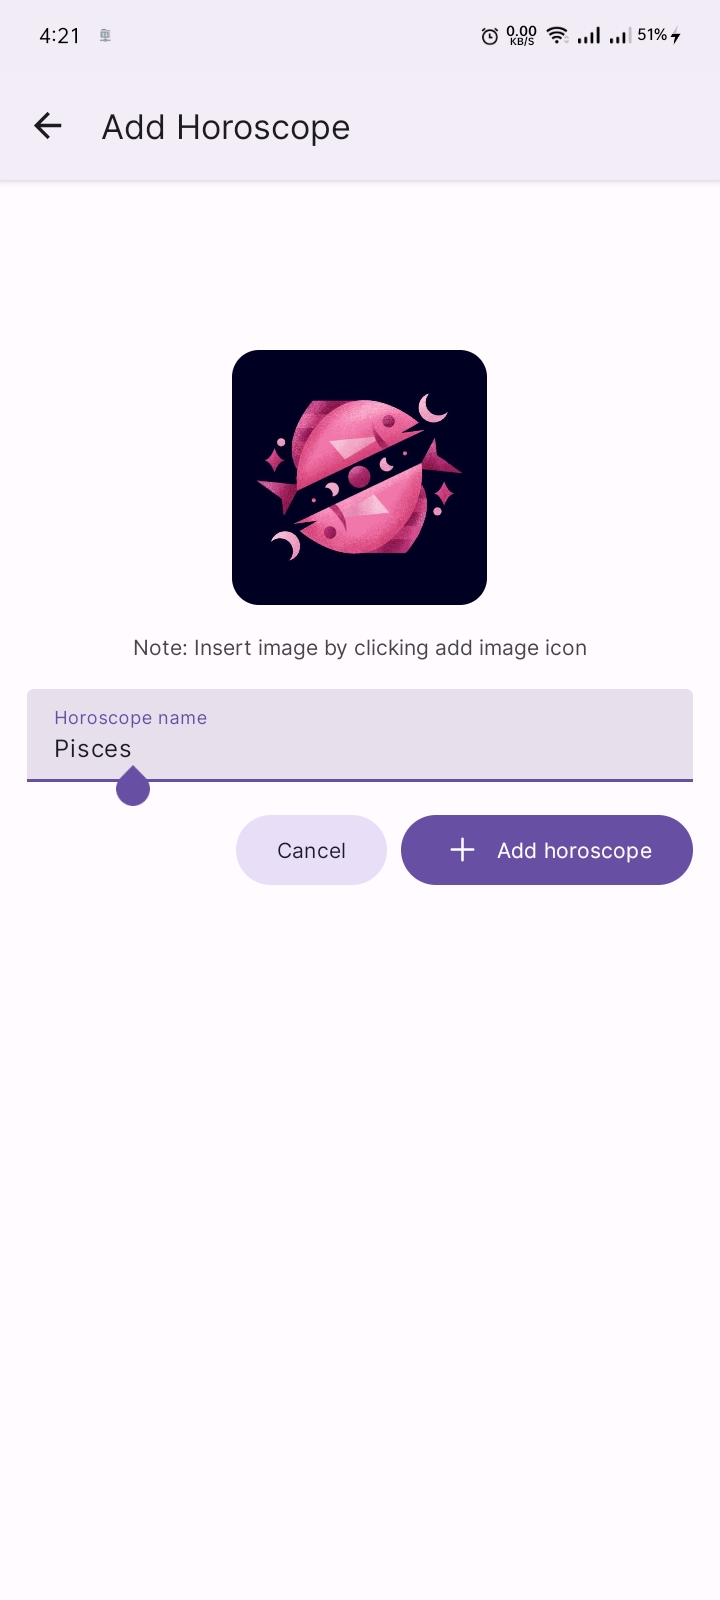 4:21
0.00
KB/S
51%
Add Horoscope
Note: Insert image by clicking add image icon
Horoscope name
Pisces
Cancel
Add horoscope